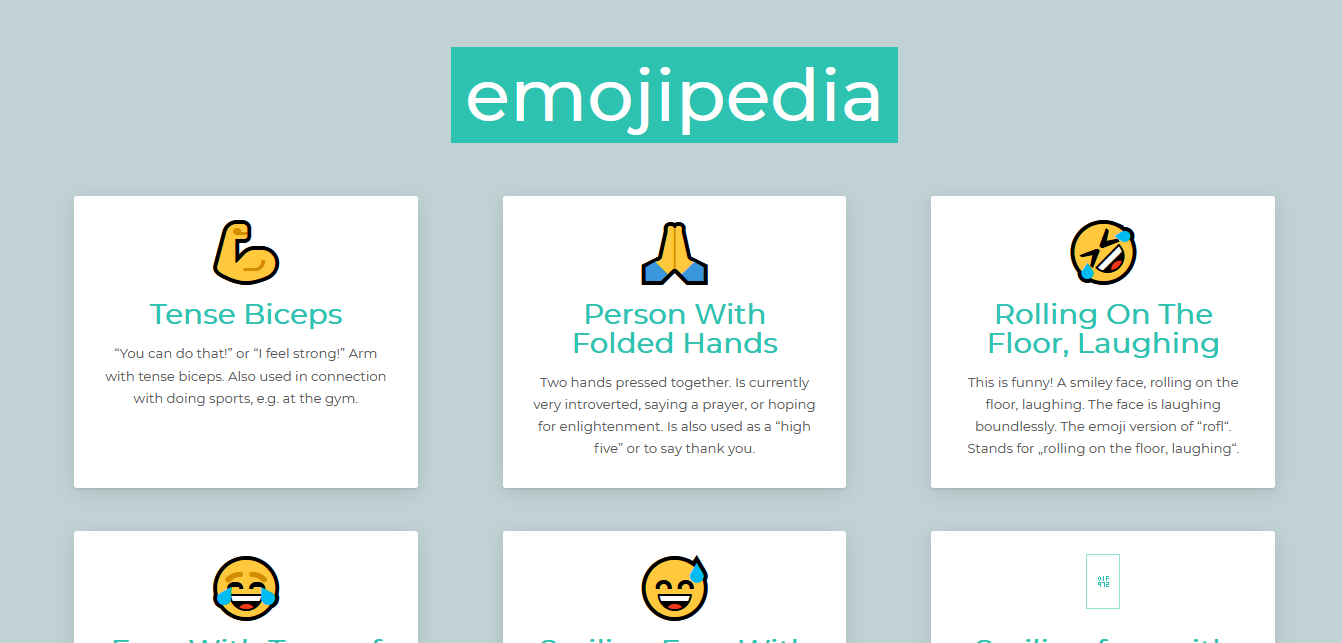 emojipedia
Tense Biceps
“You can do that!” or “I feel strong!” Arm
with tense biceps. Also used in connection
with doing sports, e.g. at the gym.
Person With
Folded Hands
Two hands pressed together. Is currently
very introverted, saying a prayer, or hoping
for enlightenment. Is also used as a “high
five” or to say thank you.
Rolling On The
Floor, Laughing
This is funny! A smiley face, rolling on the
floor, laughing. The face is laughing
boundlessly. The emoji version of “rofl“.
Stands for „rolling on the floor, laughing“.